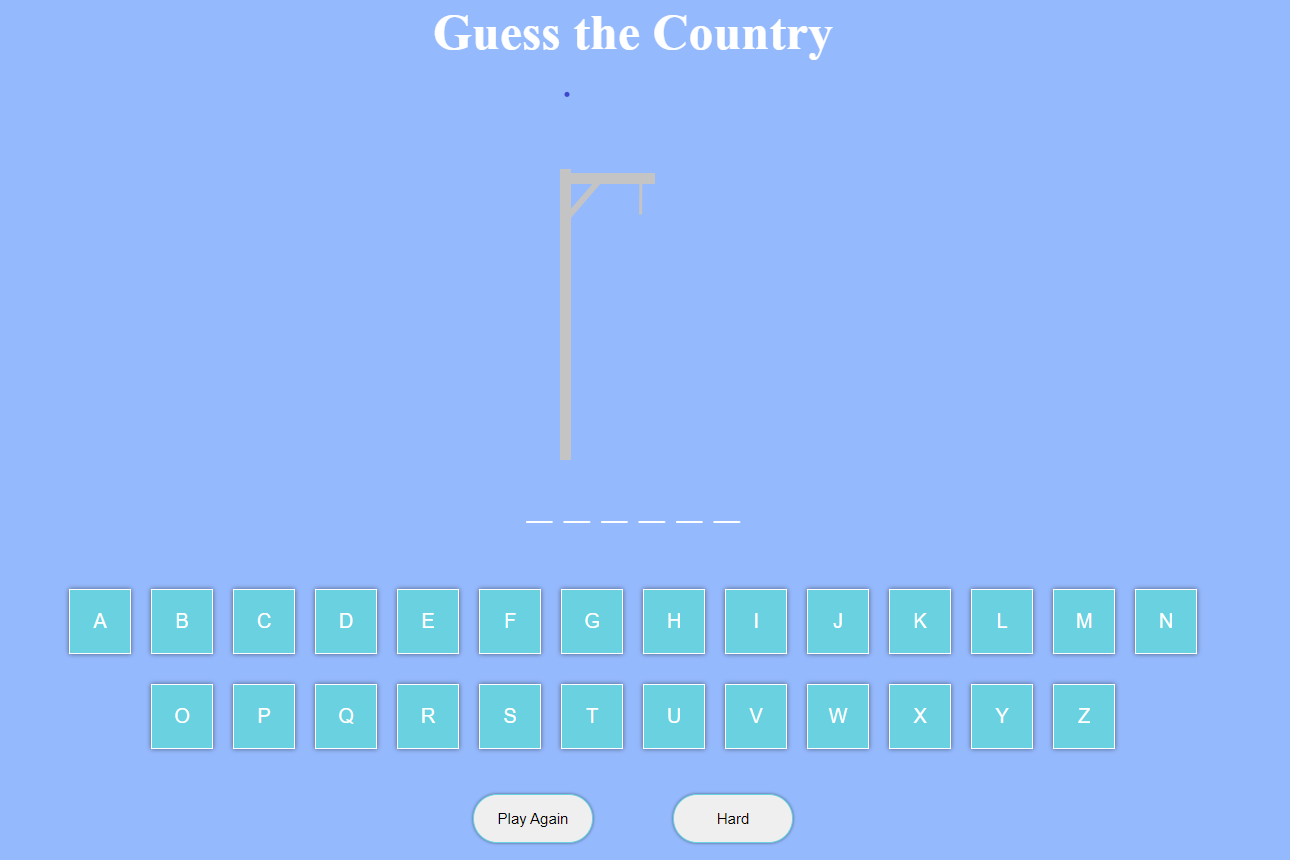 Guess the Country
A B C D E F G H I J K L M N
O P Q R S T U V W X Y Z
Play Again Hard